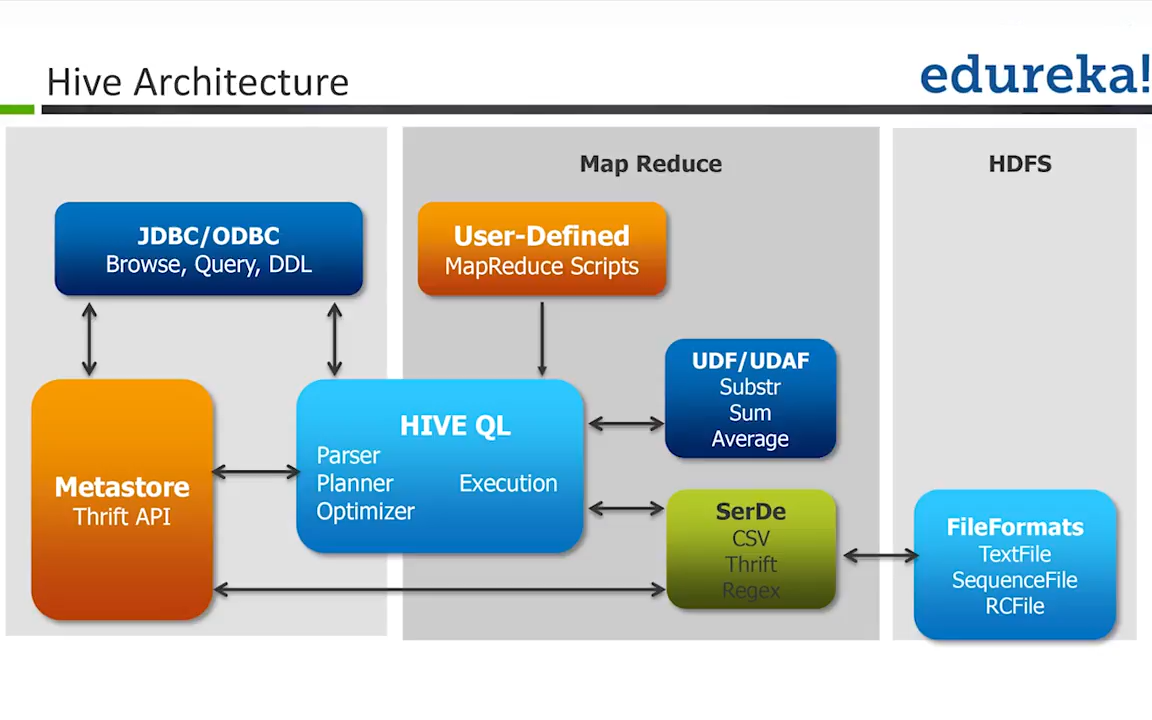 Hive Architecture
edureka!
Map Reduce
HDFS
JDBC/ODBC
Browse, Query, DDL
User-Defined
MapReduce Scripts
UDF/UDAF
Substr
Sum
Average
Metastore
Thrift API
HIVE QL
Parser
Planner
Optimizer
Execution
SerDe
CSV
Thrift
Regex
FileFormats
TextFile
SequenceFile
RCFile